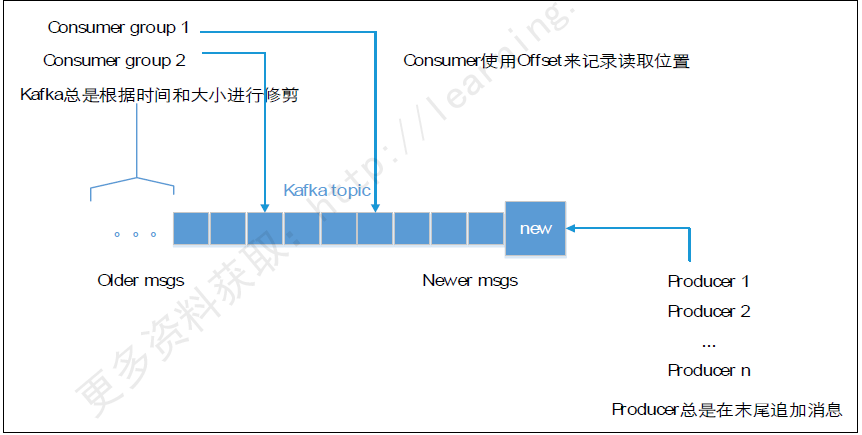 Consumer group 1
Consumer group 2
Consumer使用Offset来记录读取位置
Kafka总是根据时间和大小进行修剪
Kafka topic
。。。
new
Older msgs
Newer msgs
Producer 1
Producer 2
...
Producer n
Producer总是在末尾追加消息
更多资料获取：http://learning.